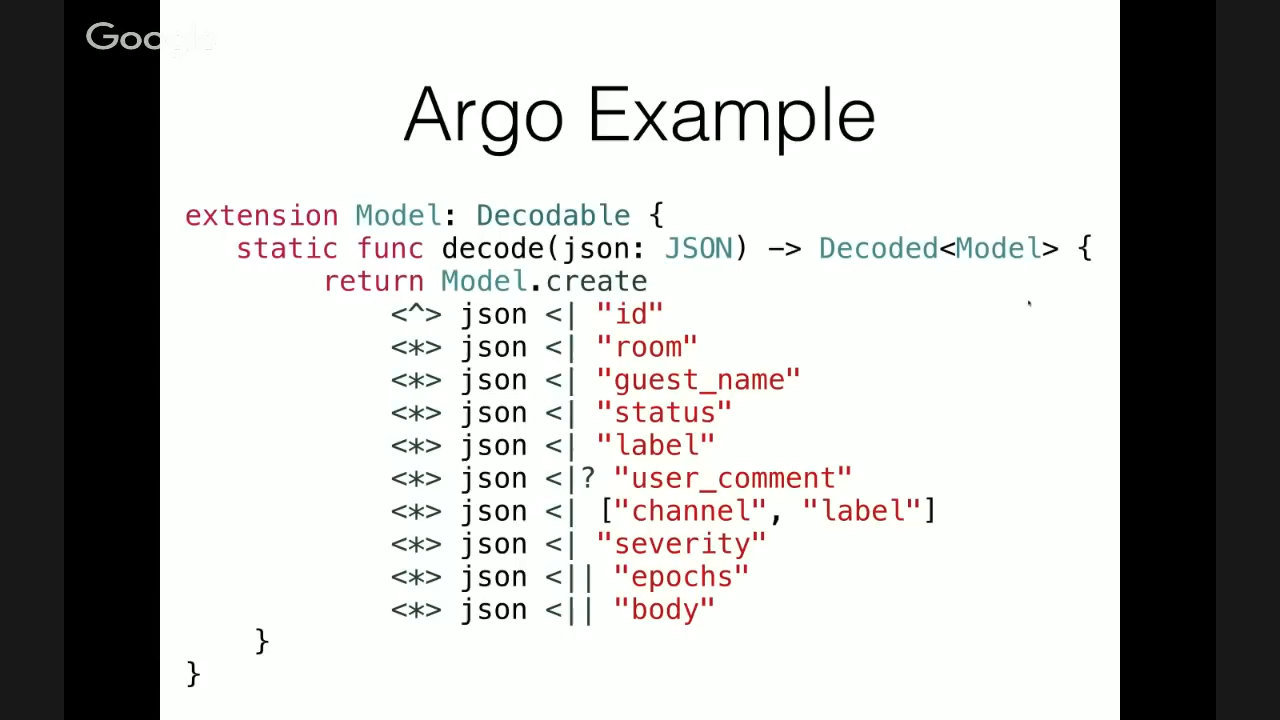 Google
Argo Example
extension Model: Decodable {
static func decode(json: JSON) -> Decoded<Model> {
return Model.create
<^> json <| "id"
<*> json <| "room"
<*> json <| "guest_name"
<*> json <| "status"
<*> json <| "label"
<*> json <|? "user_comment"
<*> json <| ["channel", "label"]
<*> json <| "severity"
<*> json <|| "epochs"
<*> json <|| "body"
}
}